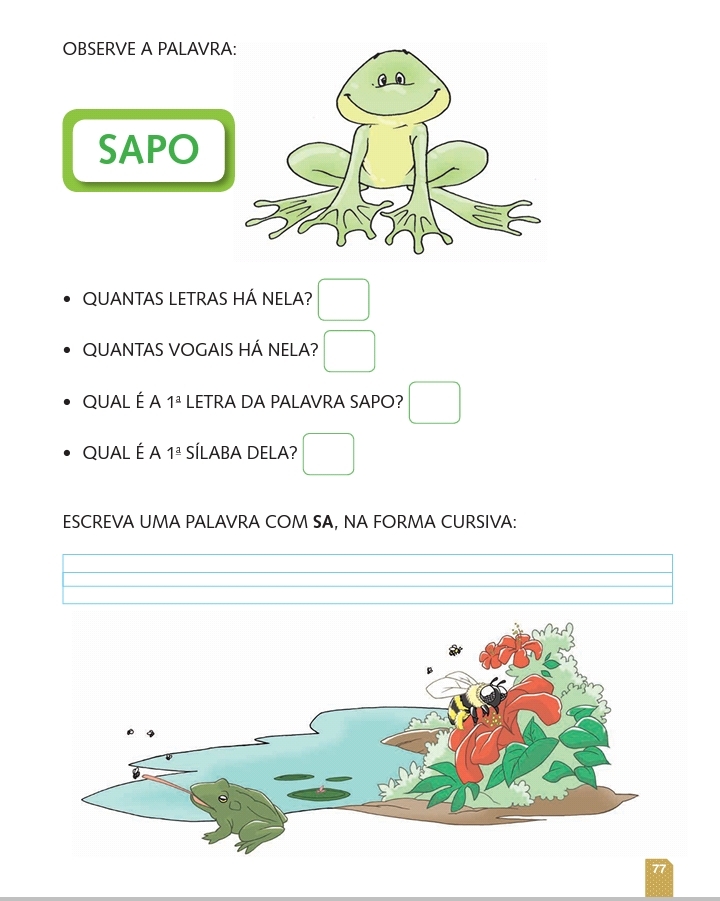 OBSERVE A PALAVRA:
SAPO
• QUANTAS LETRAS HÁ NELA?
• QUANTAS VOGAIS HÁ NELA?
• QUAL É A 1ª LETRA DA PALAVRA SAPO?
• QUAL É A 1ª SÍLABA DELA?
ESCREVA UMA PALAVRA COM SA, NA FORMA CURSIVA:
77